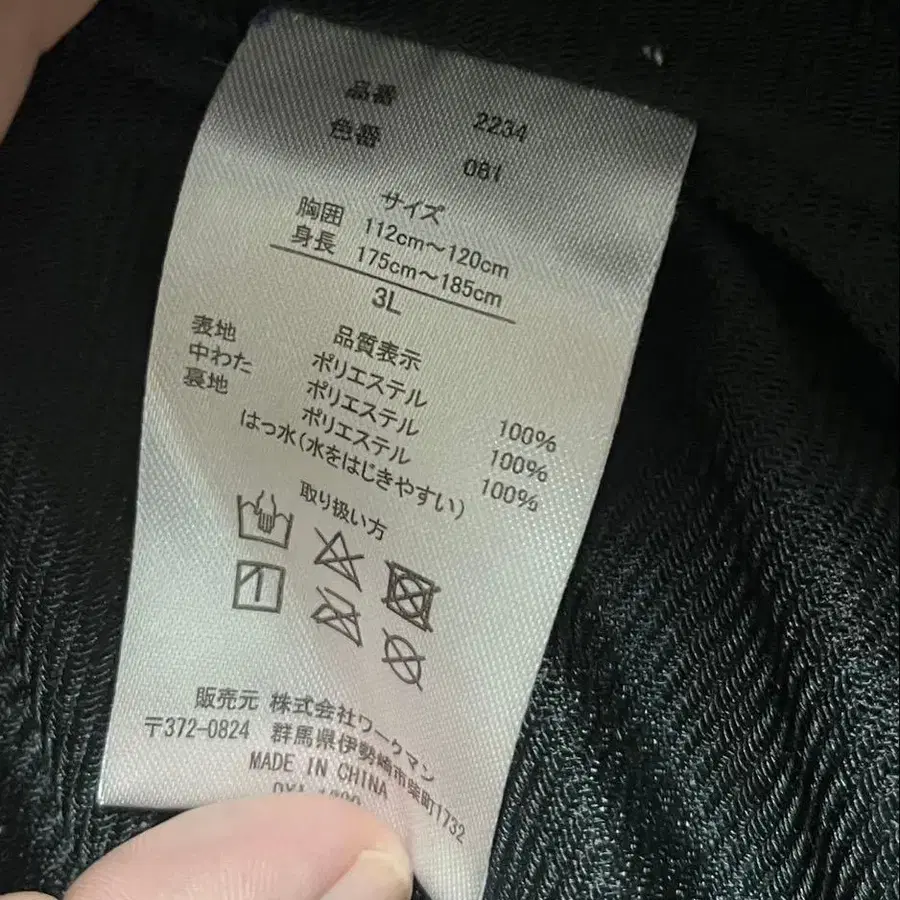 品番 2234
色番 081
サイズ
胸囲 112cm～120cm
身長 175cm～185cm
3L
品質表示
表地 ポリエステル 100%
中わた ポリエステル 100%
裏地 ポリエステル 100%
はっ水(水をはじきやすい)
取り扱い方
販売元 株式会社ワークマン
〒372-0824 群馬県伊勢崎市柴町1732
MADE IN CHINA